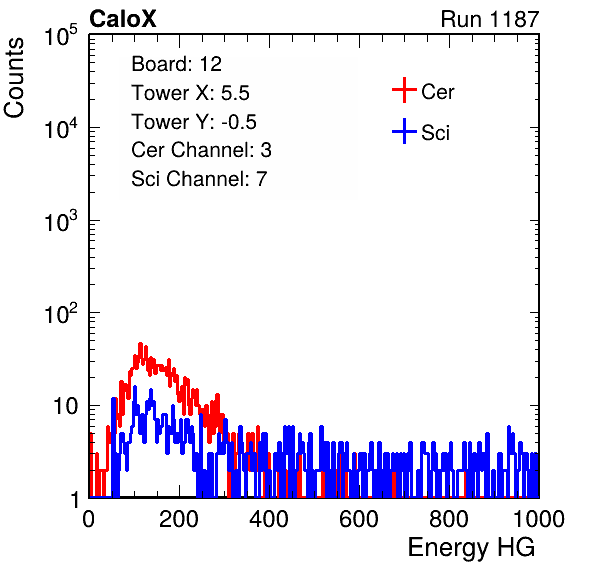 CaloX Run 1187
Counts
10^5
10^4
10^3
10^2
10
1
Board: 12
Tower X: 5.5
Tower Y: -0.5
Cer Channel: 3
Sci Channel: 7
Cer
Sci
0 200 400 600 800 1000
Energy HG